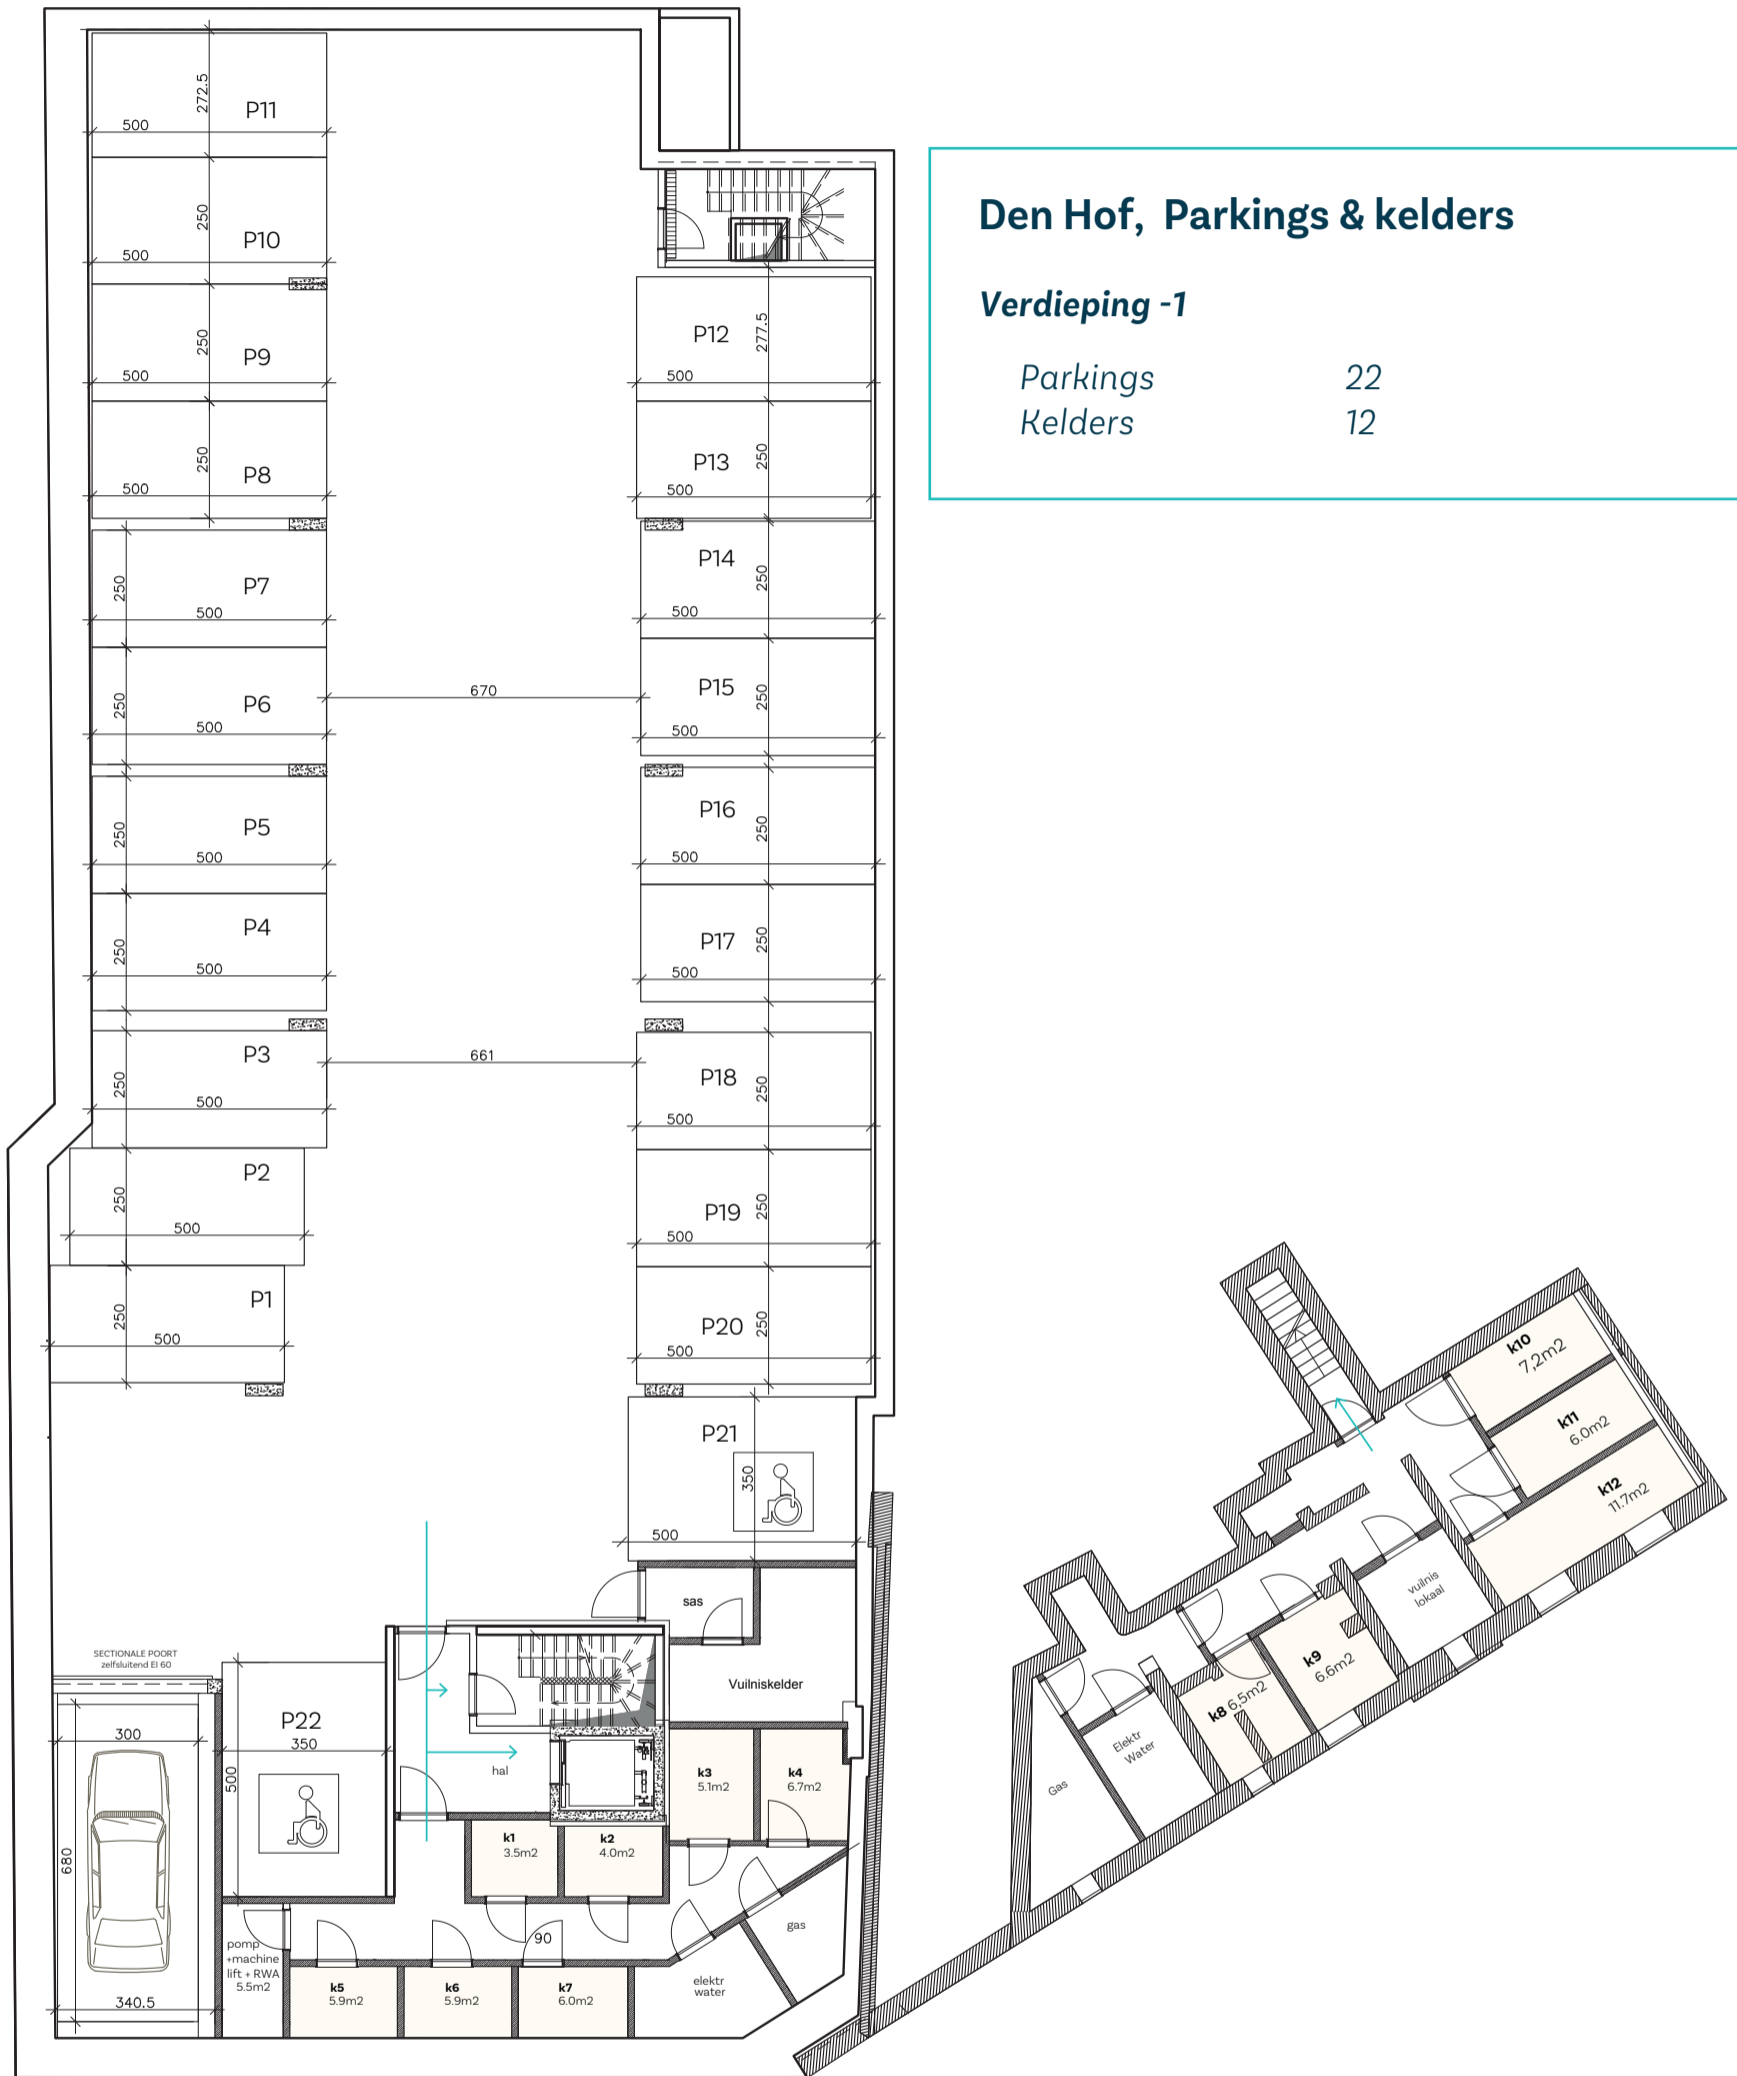 Den Hof, Parkings & kelders
Verdieping -1
Parkings 22
Kelders 12
272.5
P11
500
250
P10
500
250
P9
500
250
P8
500
250
P7
500
250
P6
500
250
P5
500
250
P4
500
250
P3
500
250
P2
500
250
P1
500
670
661
P12
277.5
500
P13
250
500
P14
250
500
P15
250
500
P16
250
500
P17
250
500
P18
250
500
P19
250
500
P20
250
500
P21
350
500
sas
Vuilniskelder
SECTIONALE POORT
zelfsluitend EI 60
300
680
340.5
P22
350
500
hal
k3
5.1m2
k4
6.7m2
k1
3.5m2
k2
4.0m2
90
gas
pomp
+machine
lift + RWA
5.5m2
k5
5.9m2
k6
5.9m2
k7
6.0m2
elektr
water
k10
7,2m2
k11
6.0m2
k12
11.7m2
vuilnis
lokaal
k9
6.6m2
k8 6,5m2
Elektr
Water
Gas